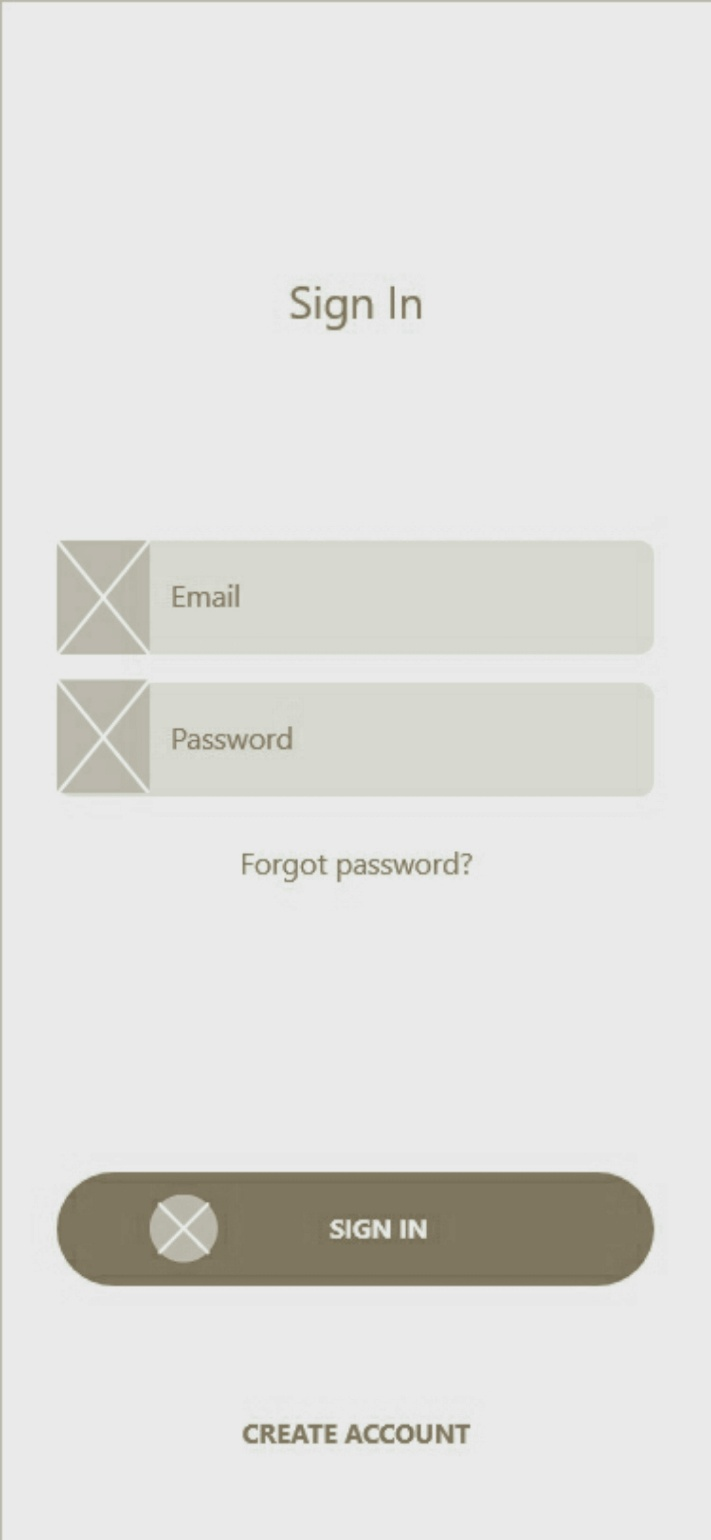 Sign In
Email
Password
Forgot password?
SIGN IN
CREATE ACCOUNT